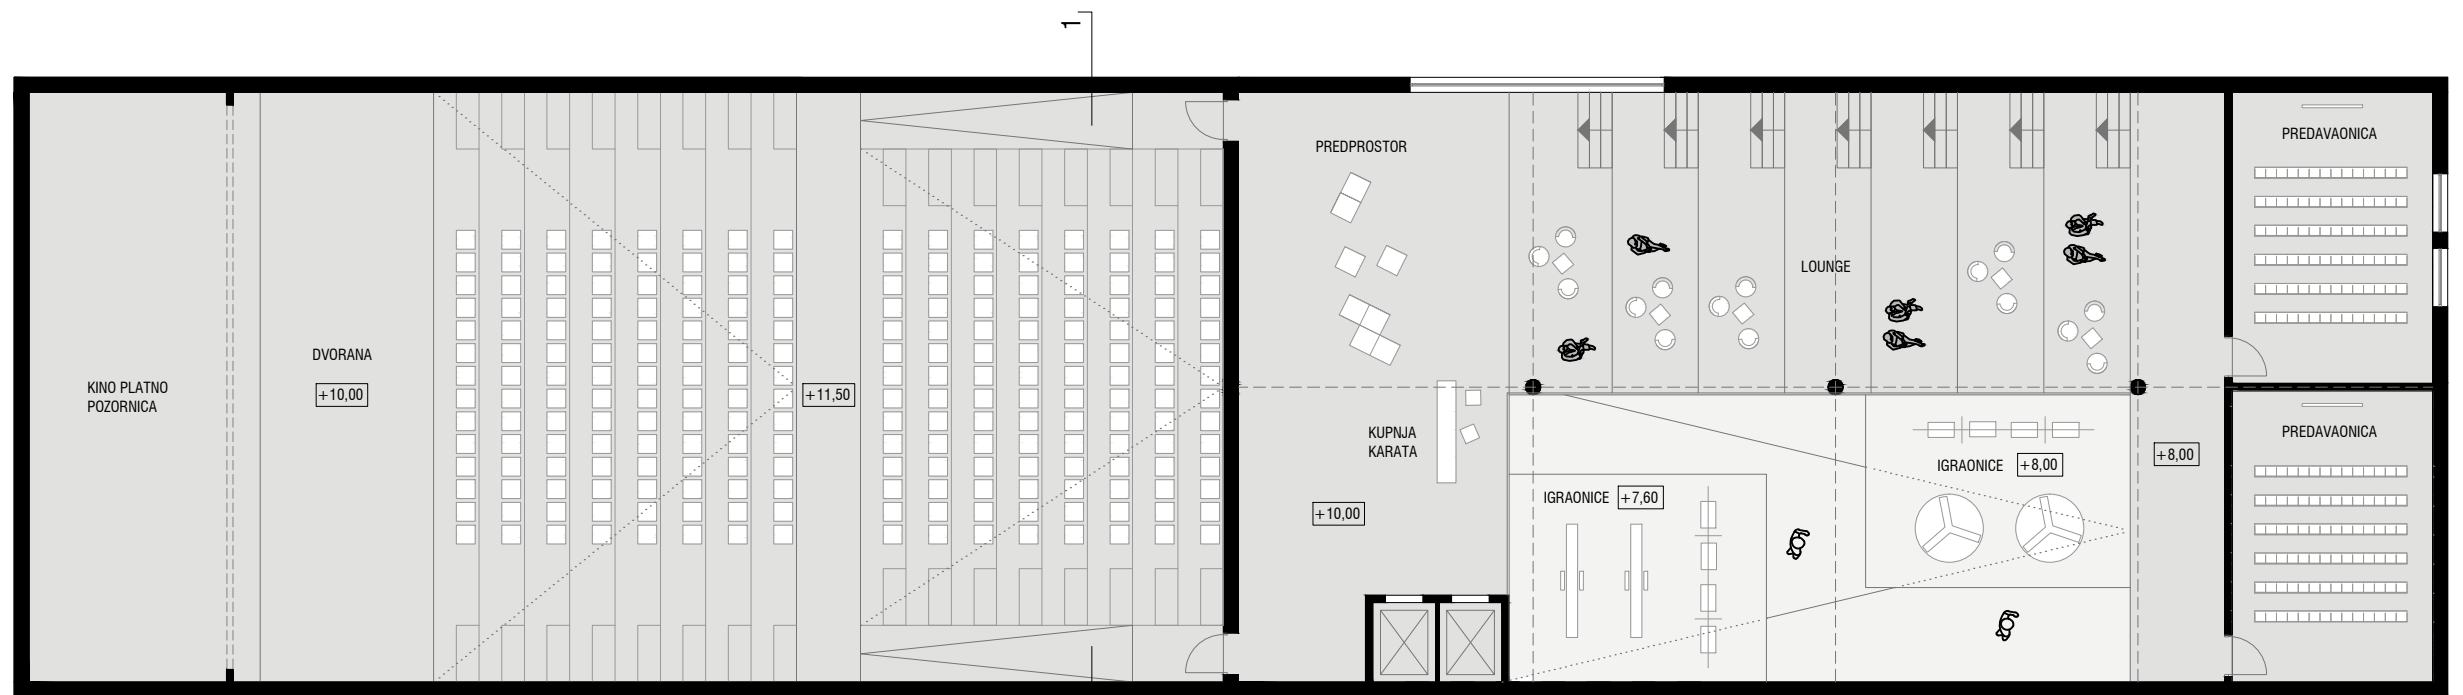 1
PREDPROSTOR
PREDAVAONICA
LOUNGE
DVORANA
+10,00
KINO PLATNO
POZORNICA
+11,50
KUPNJA
KARATA
PREDAVAONICA
+8,00
IGRAONICE +8,00
IGRAONICE +7,60
+10,00